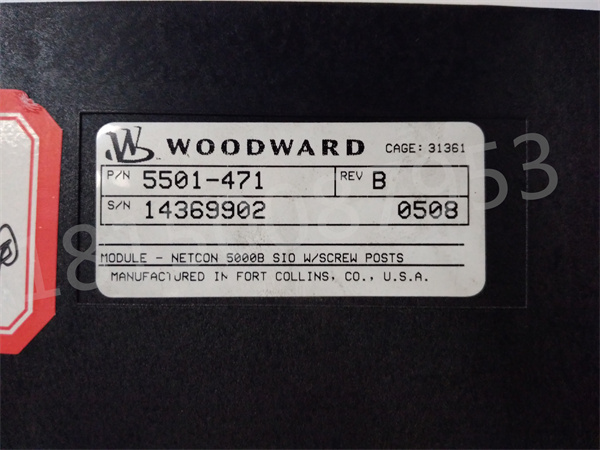 WOODWARD CAGE: 31361
P/N 5501-471 REV B
S/N 14369902 0508
MODULE - NETCON 5000B SIO W/SCREW POSTS
MANUFACTURED IN FORT COLLINS, CO., U.S.A.